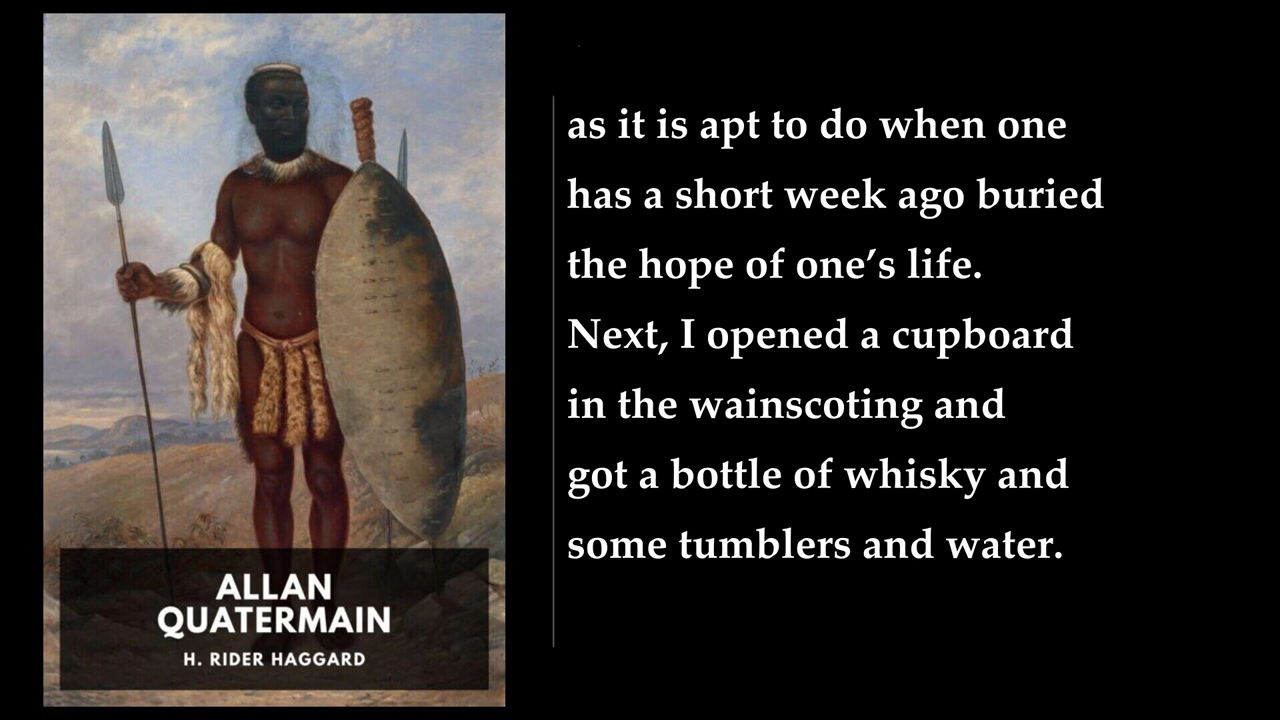 ALLAN
QUATERMAIN
H. RIDER HAGGARD
as it is apt to do when one
has a short week ago buried
the hope of one’s life.
Next, I opened a cupboard
in the wainscoting and
got a bottle of whisky and
some tumblers and water.